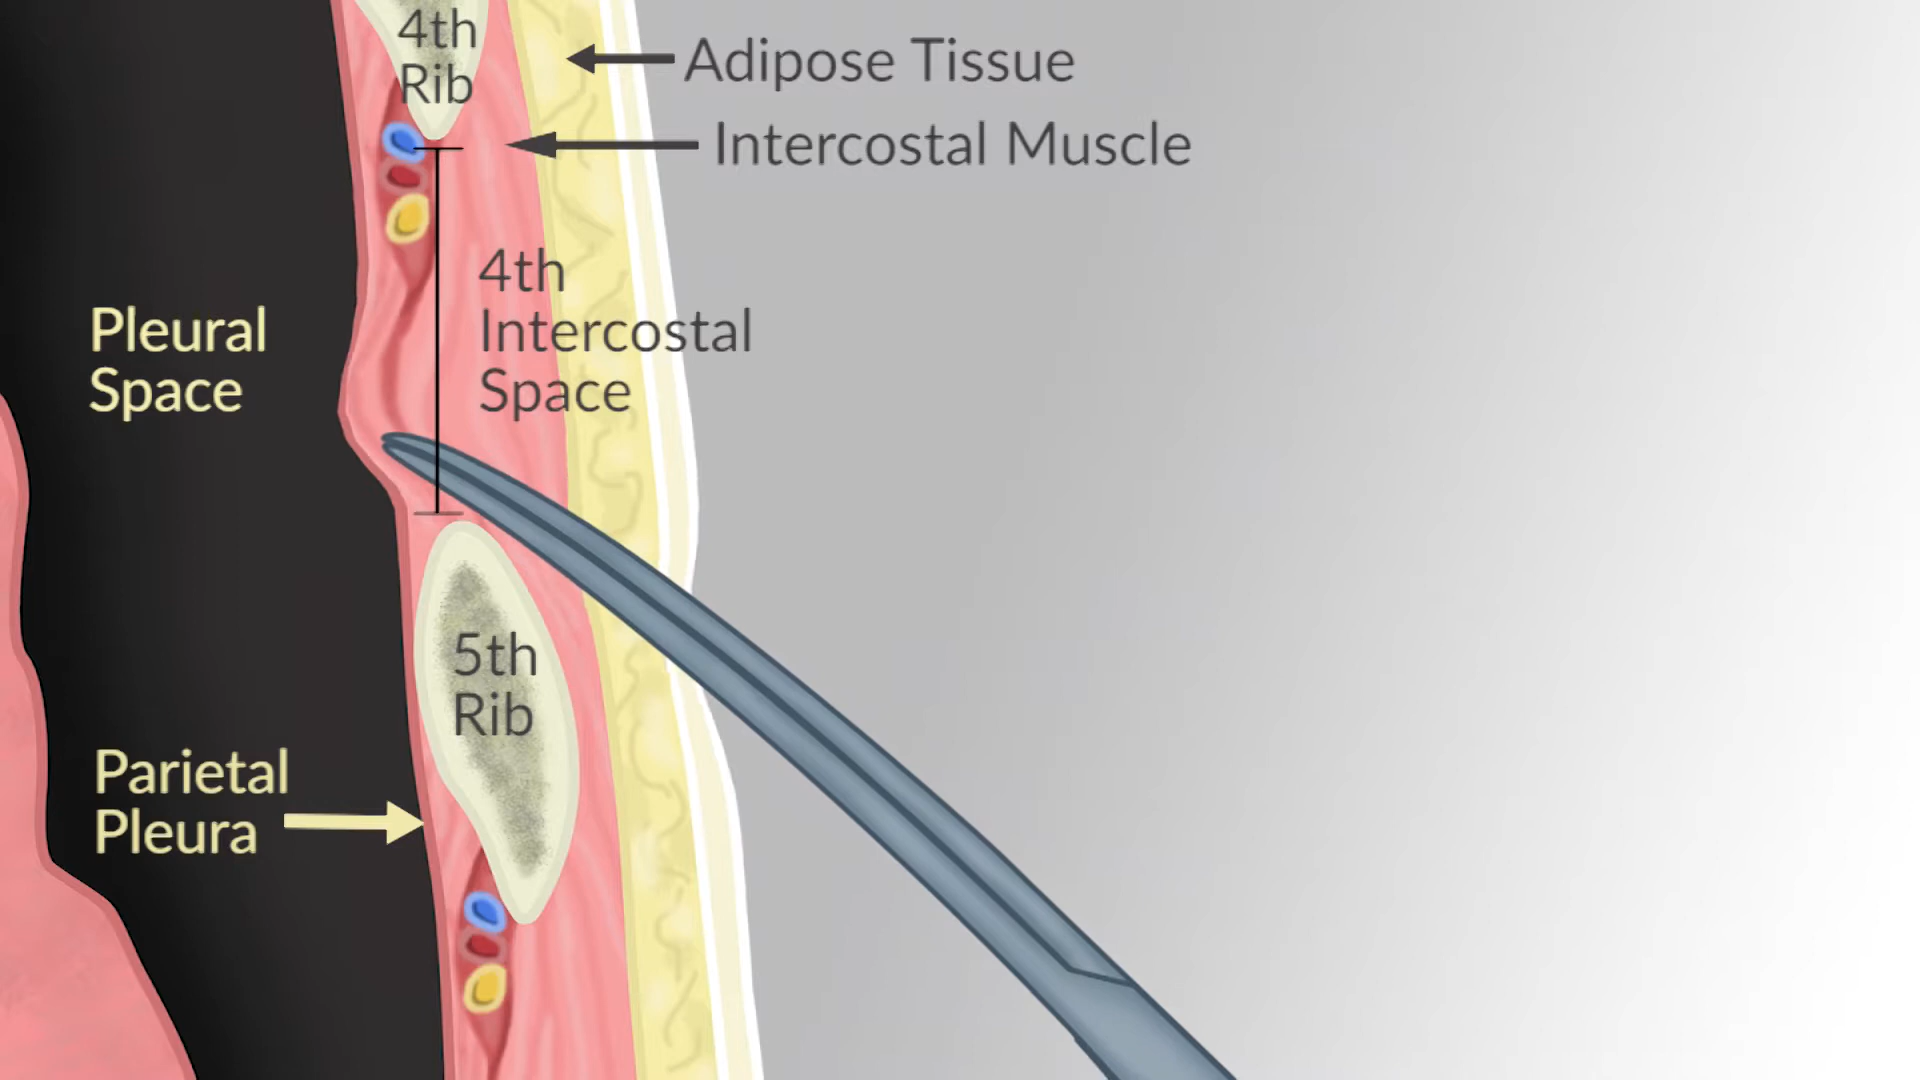 4th
Rib
Adipose Tissue
Intercostal Muscle
4th
Intercostal
Space
Pleural
Space
5th
Rib
Parietal
Pleura